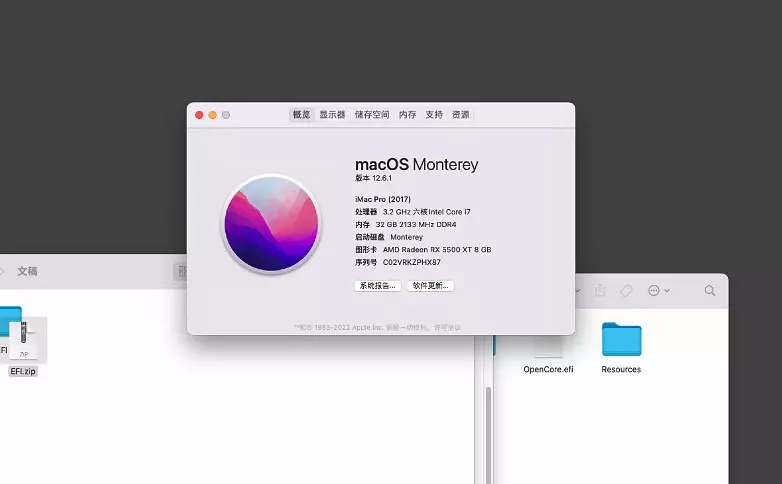 概览 显示器 储存空间 内存 支持 资源
macOS Monterey
版本 12.6.1
iMac Pro (2017)
处理器 3.2 GHz 六核Intel Core i7
内存 32 GB 2133 MHz DDR4
启动磁盘 Monterey
图形卡 AMD Radeon RX 5500 XT 8 GB
序列号 C02VRKZPHX87
系统报告... 软件更新...
™和© 1983-2022 Apple Inc. 保留一切权利。许可协议
文稿
EFI
ZIP
EFI.zip
OpenCore.efi
Resources